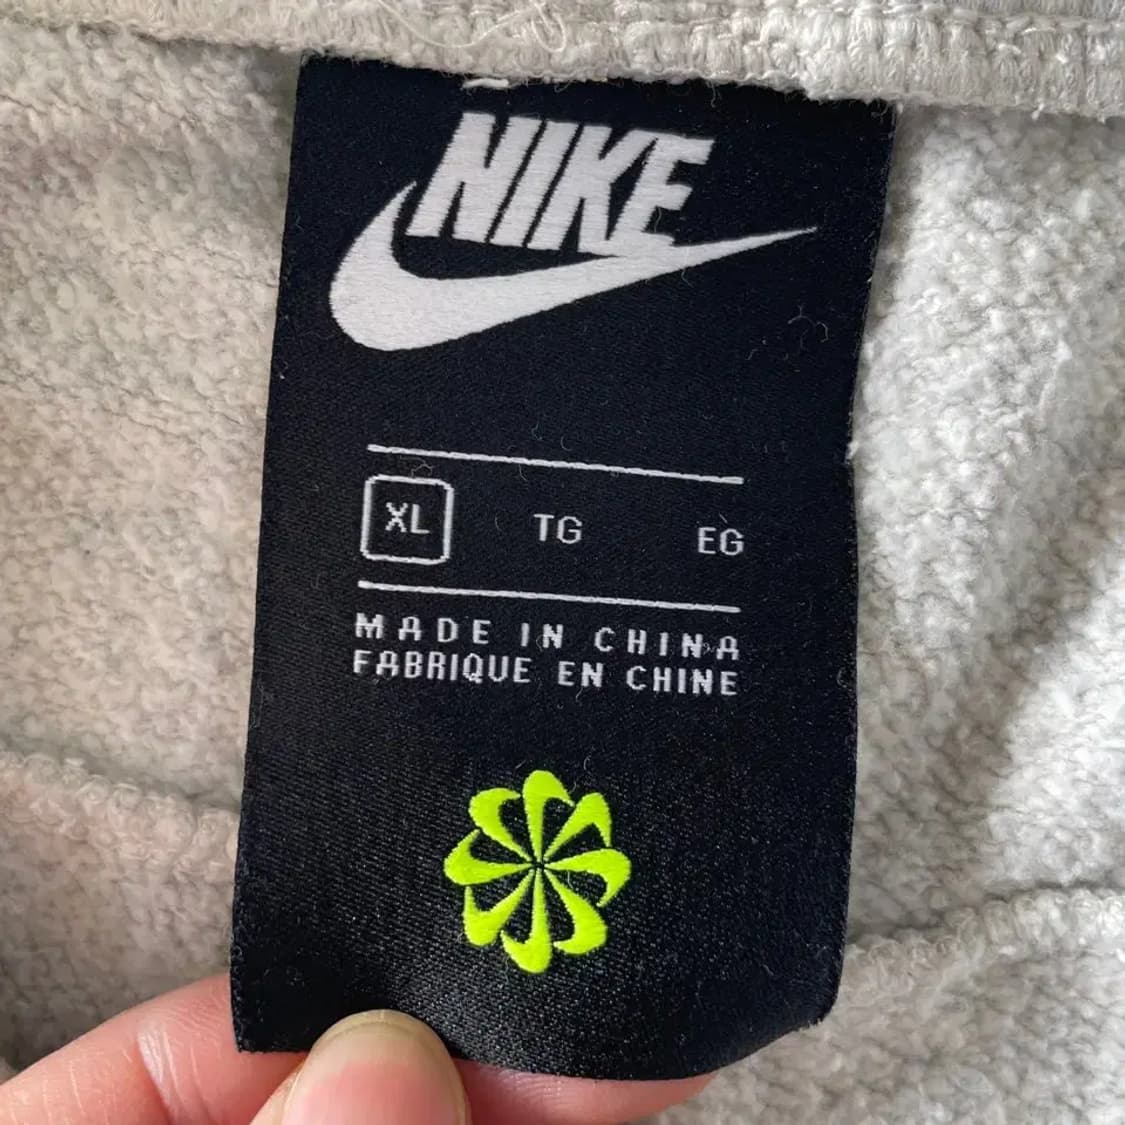 NIKE
XL TG EG
MADE IN CHINA
FABRIQUE EN CHINE